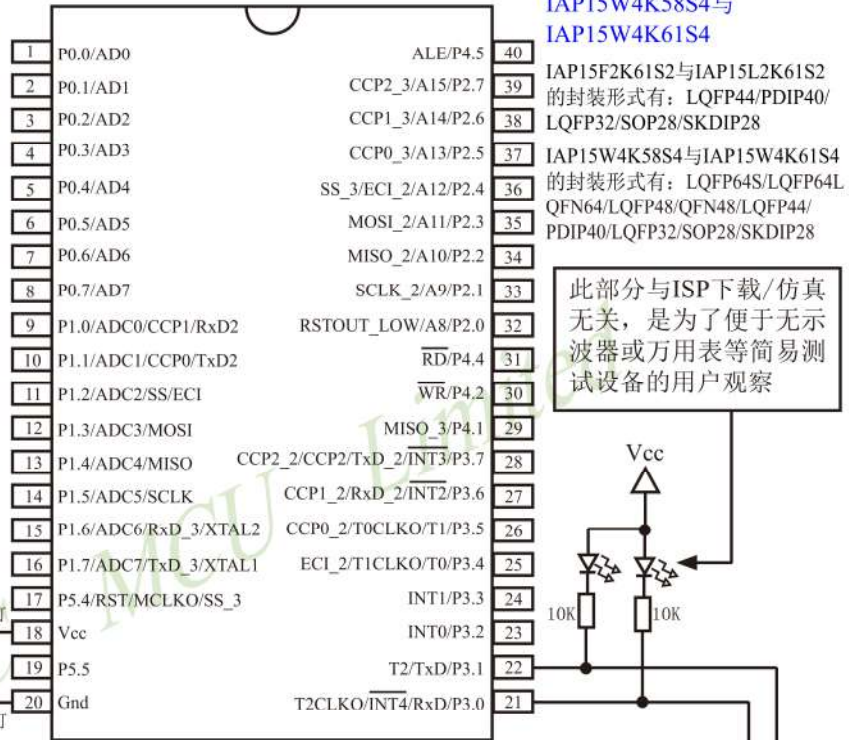 IAP15W4K58S4与
IAP15W4K61S4
IAP15F2K61S2与IAP15L2K61S2
的封装形式有：LQFP44/PDIP40/
LQFP32/SOP28/SKDIP28
IAP15W4K58S4与IAP15W4K61S4
的封装形式有：LQFP64S/LQFP64L
QFN64/LQFP48/QFN48/LQFP44/
PDIP40/LQFP32/SOP28/SKDIP28
1 P0.0/AD0 ALE/P4.5 40
2 P0.1/AD1 CCP2_3/A15/P2.7 39
3 P0.2/AD2 CCP1_3/A14/P2.6 38
4 P0.3/AD3 CCP0_3/A13/P2.5 37
5 P0.4/AD4 SS_3/ECI_2/A12/P2.4 36
6 P0.5/AD5 MOSI_2/A11/P2.3 35
7 P0.6/AD6 MISO_2/A10/P2.2 34
8 P0.7/AD7 SCLK_2/A9/P2.1 33
9 P1.0/ADC0/CCP1/RxD2 RSTOUT_LOW/A8/P2.0 32
10 P1.1/ADC1/CCP0/TxD2 RD/P4.4 31
11 P1.2/ADC2/SS/ECI WR/P4.2 30
12 P1.3/ADC3/MOSI MISO_3/P4.1 29
13 P1.4/ADC4/MISO CCP2_2/CCP2/TxD_2/INT3/P3.7 28
14 P1.5/ADC5/SCLK CCP1_2/RxD_2/INT2/P3.6 27
15 P1.6/ADC6/RxD_3/XTAL2 CCP0_2/T0CLKO/T1/P3.5 26
16 P1.7/ADC7/TxD_3/XTAL1 ECI_2/T1CLKO/T0/P3.4 25
17 P5.4/RST/MCLKO/SS_3 INT1/P3.3 24
18 Vcc INT0/P3.2 23
19 P5.5 T2/TxD/P3.1 22
20 Gnd T2CLKO/INT4/RxD/P3.0 21
此部分与ISP下载/仿真
无关，是为了便于无示
波器或万用表等简易测
试设备的用户观察
Vcc
10K 10K
MCU Limited